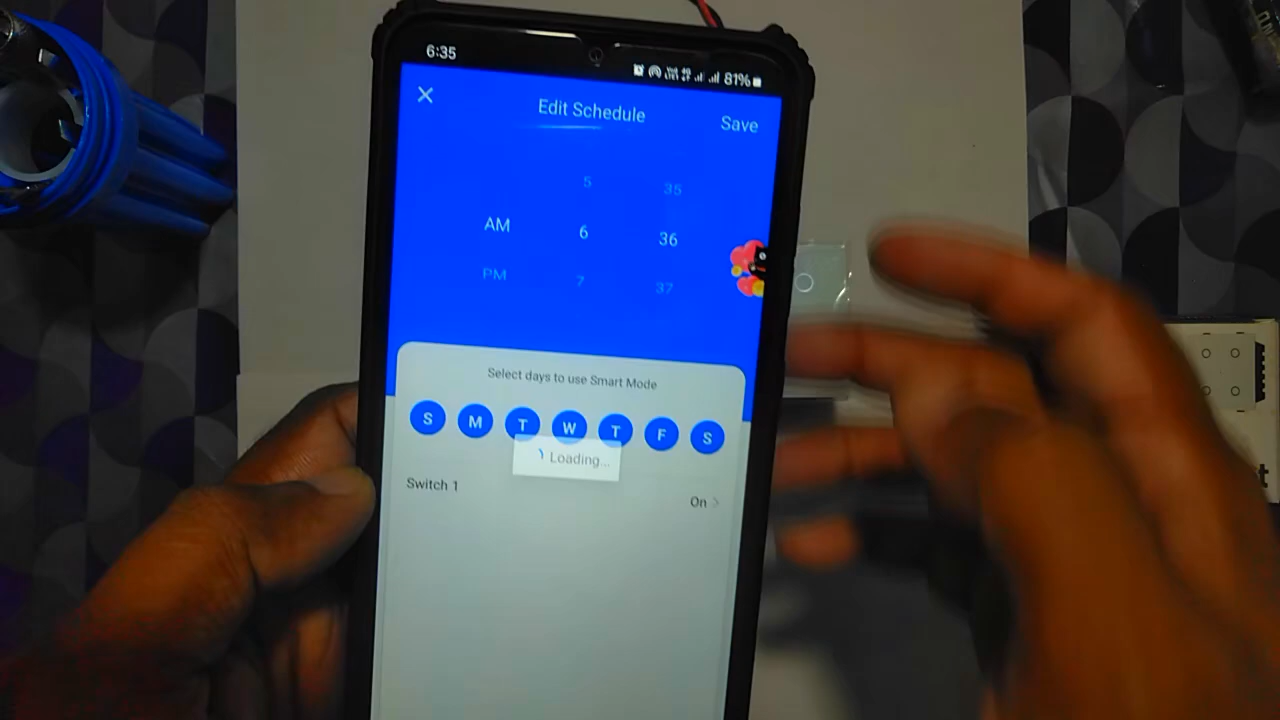 6:35
81%
Edit Schedule
Save
5 35
AM 6 36
PM 7 37
Select days to use Smart Mode
S M T W T F S
Loading...
Switch 1
On